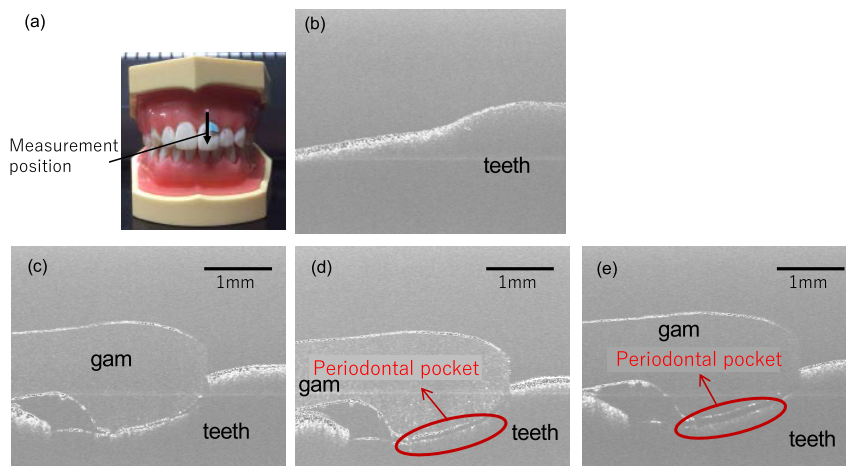 (a)
Measurement
position
(b)
teeth
(c)
1mm
gam
teeth
(d)
1mm
Periodontal pocket
gam
teeth
(e)
1mm
gam
Periodontal pocket
teeth